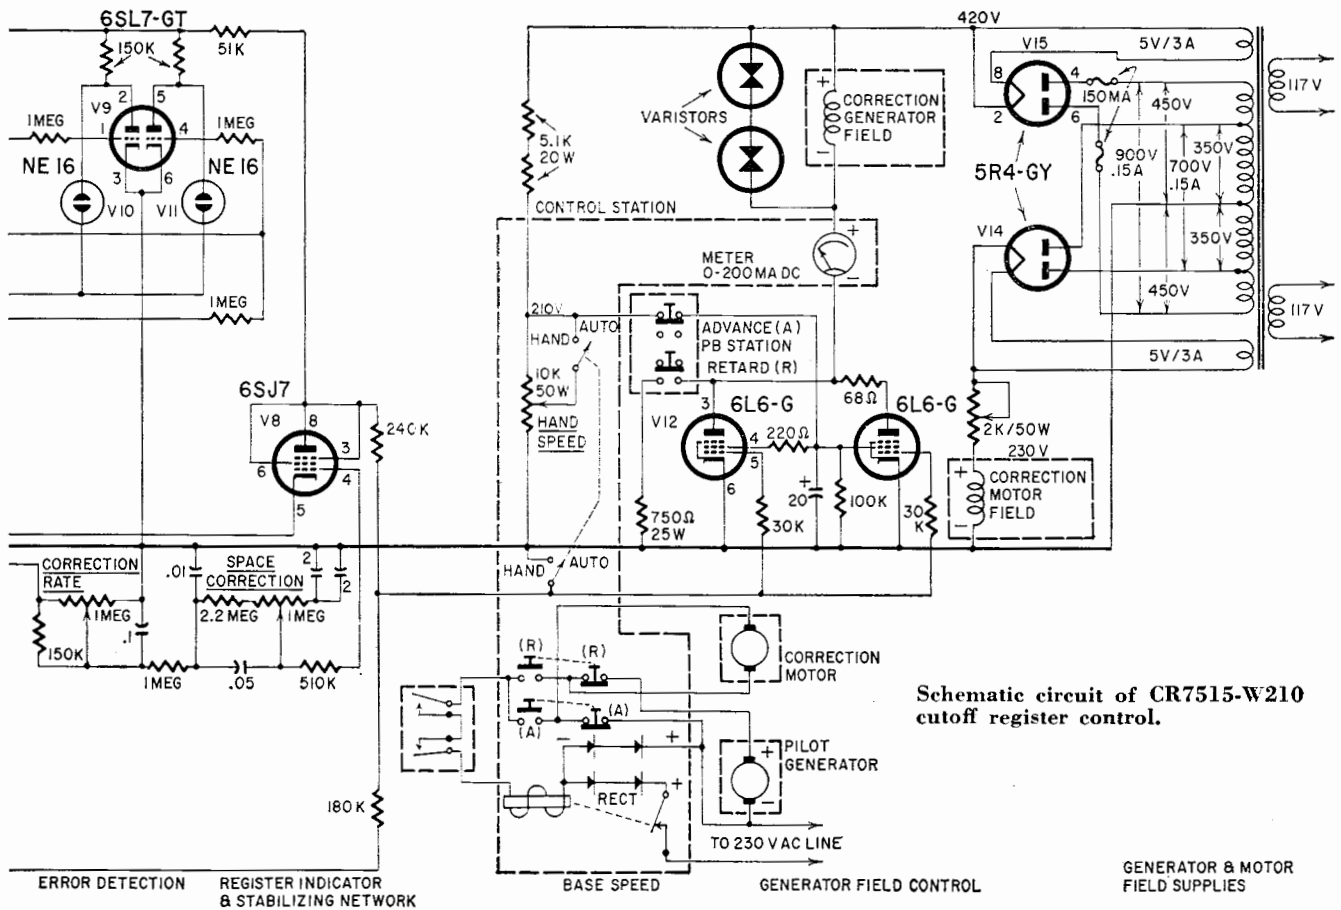 6SL7-GT
150K
51K
V9
2
5
1
4
3
6
1MEG
1MEG
NE 16
NE 16
V10
V11
1MEG
6SJ7
V8
8
3
4
6
5
240K
CORRECTION
RATE
1MEG
150K
.1
1MEG
.01
SPACE
CORRECTION
2.2 MEG
1MEG
2
2
.05
510K
180K
ERROR DETECTION
REGISTER INDICATOR
& STABILIZING NETWORK
5.1K
20W
CONTROL STATION
VARISTORS
+
CORRECTION
GENERATOR
FIELD
−
METER
0-200MA DC
+
−
210V
HAND
AUTO
10K
50W
HAND
SPEED
ADVANCE (A)
PB STATION
RETARD (R)
V12
3
6L6-G
4
5
6
220Ω
68Ω
6L6-G
750Ω
25W
30K
+
20
100K
30
K
HAND
AUTO
(R)
(R)
(A)
(A)
−
+
+
RECT
BASE SPEED
CORRECTION
MOTOR
PILOT
GENERATOR
+
−
TO 230 V AC LINE
GENERATOR FIELD CONTROL
420V
V15
8
2
4
6
150MA
5V/3A
117V
450V
900V
.15A
700V
.15A
350V
350V
450V
5R4-GY
V14
117V
5V/3A
2K/50W
230V
+
CORRECTION
MOTOR
FIELD
−
Schematic circuit of CR7515-W210
cutoff register control.
GENERATOR & MOTOR
FIELD SUPPLIES